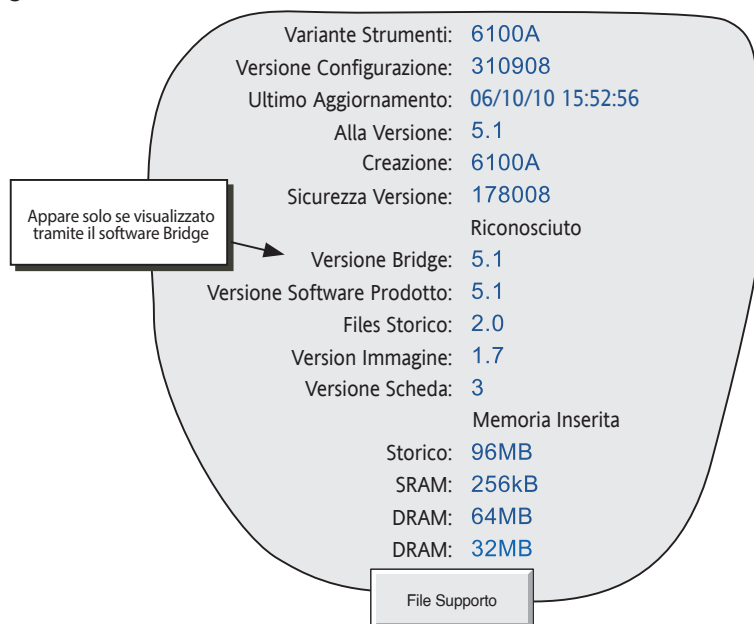 Variante Strumenti: 6100A
Versione Configurazione: 310908
Ultimo Aggiornamento: 06/10/10 15:52:56
Alla Versione: 5.1
Creazione: 6100A
Sicurezza Versione: 178008
Riconosciuto
Appare solo se visualizzato
tramite il software Bridge
Versione Bridge: 5.1
Versione Software Prodotto: 5.1
Files Storico: 2.0
Version Immagine: 1.7
Versione Scheda: 3
Memoria Inserita
Storico: 96MB
SRAM: 256kB
DRAM: 64MB
DRAM: 32MB
File Supporto